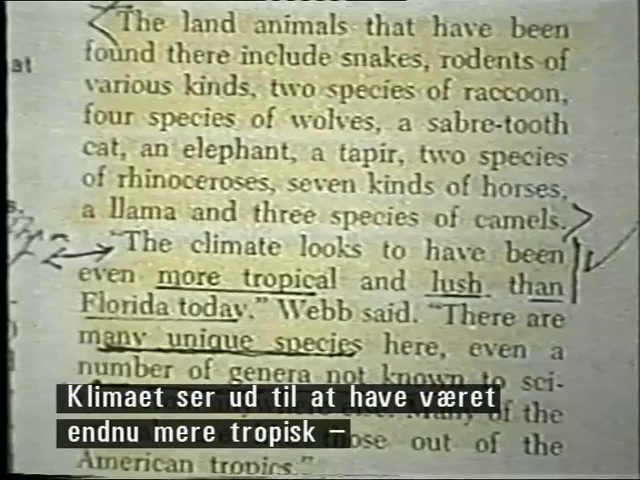 The land animals that have been
found there include snakes, rodents of
at
various kinds, two species of raccoon,
four species of wolves, a sabre-tooth
cat, an elephant, a tapir, two species
of rhinoceroses, seven kinds of horses,
a llama and three species of camels.
"The climate looks to have been
even more tropical and lush than
Florida today." Webb said. "There are
many unique species here, even a
number of genera not known to sci-
Many of the
out of the
American tropics."
Klimaet ser ud til at have været
endnu mere tropisk –